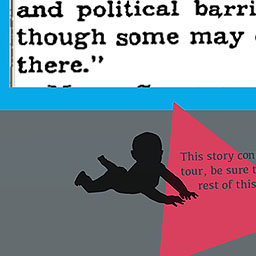 and political barri
though some may
there.”
This story con
tour, be sure t
rest of this